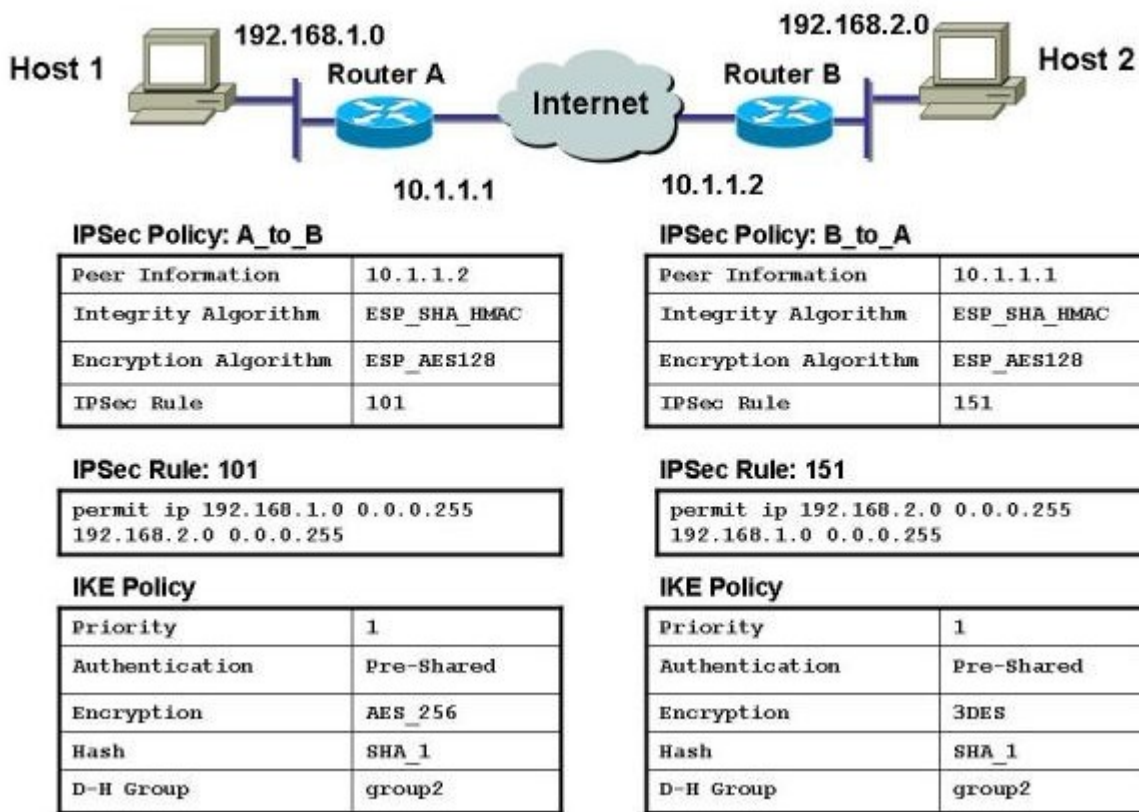 192.168.1.0
192.168.2.0
Host 1
Router A
Internet
Router B
Host 2
10.1.1.1
10.1.1.2
IPSec Policy: A_to_B
Peer Information 10.1.1.2
Integrity Algorithm ESP_SHA_HMAC
Encryption Algorithm ESP_AES128
IPSec Rule 101
IPSec Policy: B_to_A
Peer Information 10.1.1.1
Integrity Algorithm ESP_SHA_HMAC
Encryption Algorithm ESP_AES128
IPSec Rule 151
IPSec Rule: 101
permit ip 192.168.1.0 0.0.0.255
192.168.2.0 0.0.0.255
IPSec Rule: 151
permit ip 192.168.2.0 0.0.0.255
192.168.1.0 0.0.0.255
IKE Policy
Priority 1
Authentication Pre-Shared
Encryption AES_256
Hash SHA_1
D-H Group group2
IKE Policy
Priority 1
Authentication Pre-Shared
Encryption 3DES
Hash SHA_1
D-H Group group2